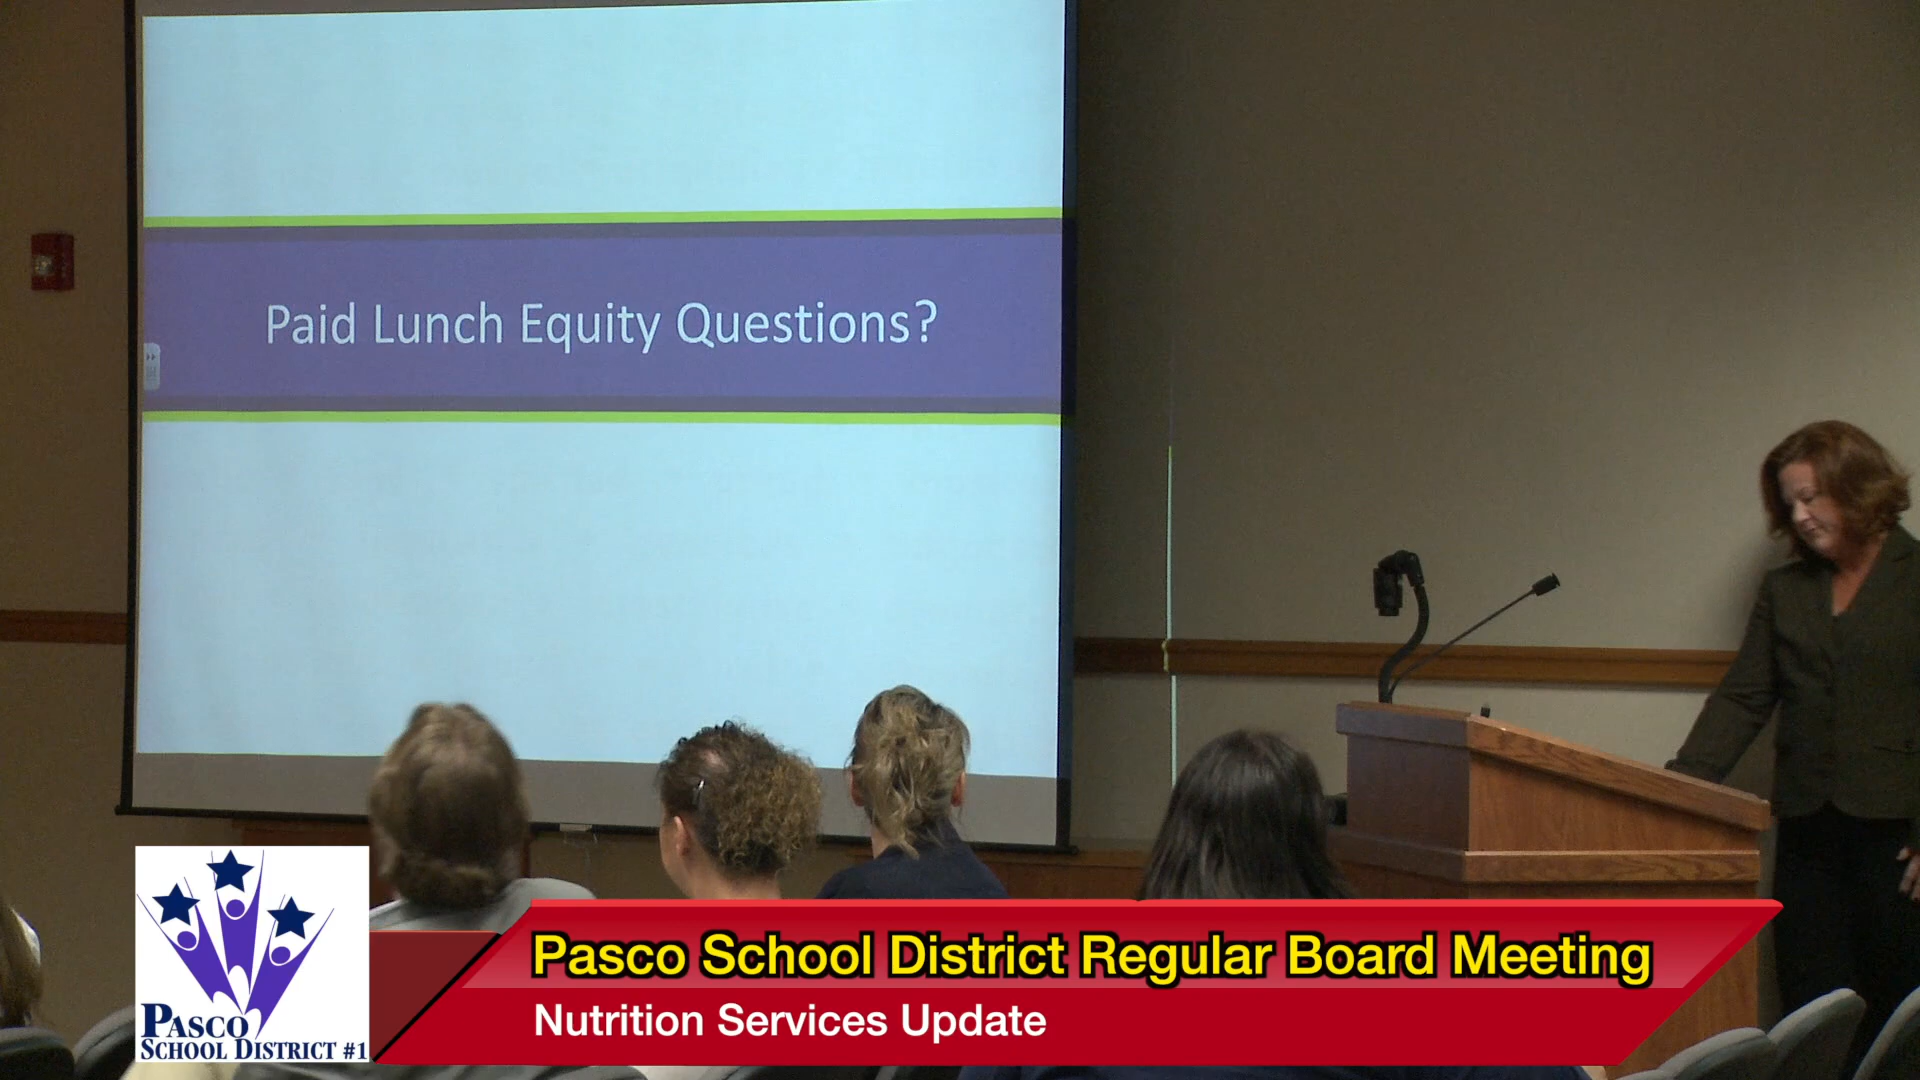 Paid Lunch Equity Questions?
Pasco School District Regular Board Meeting
Nutrition Services Update
PASCO
SCHOOL DISTRICT #1